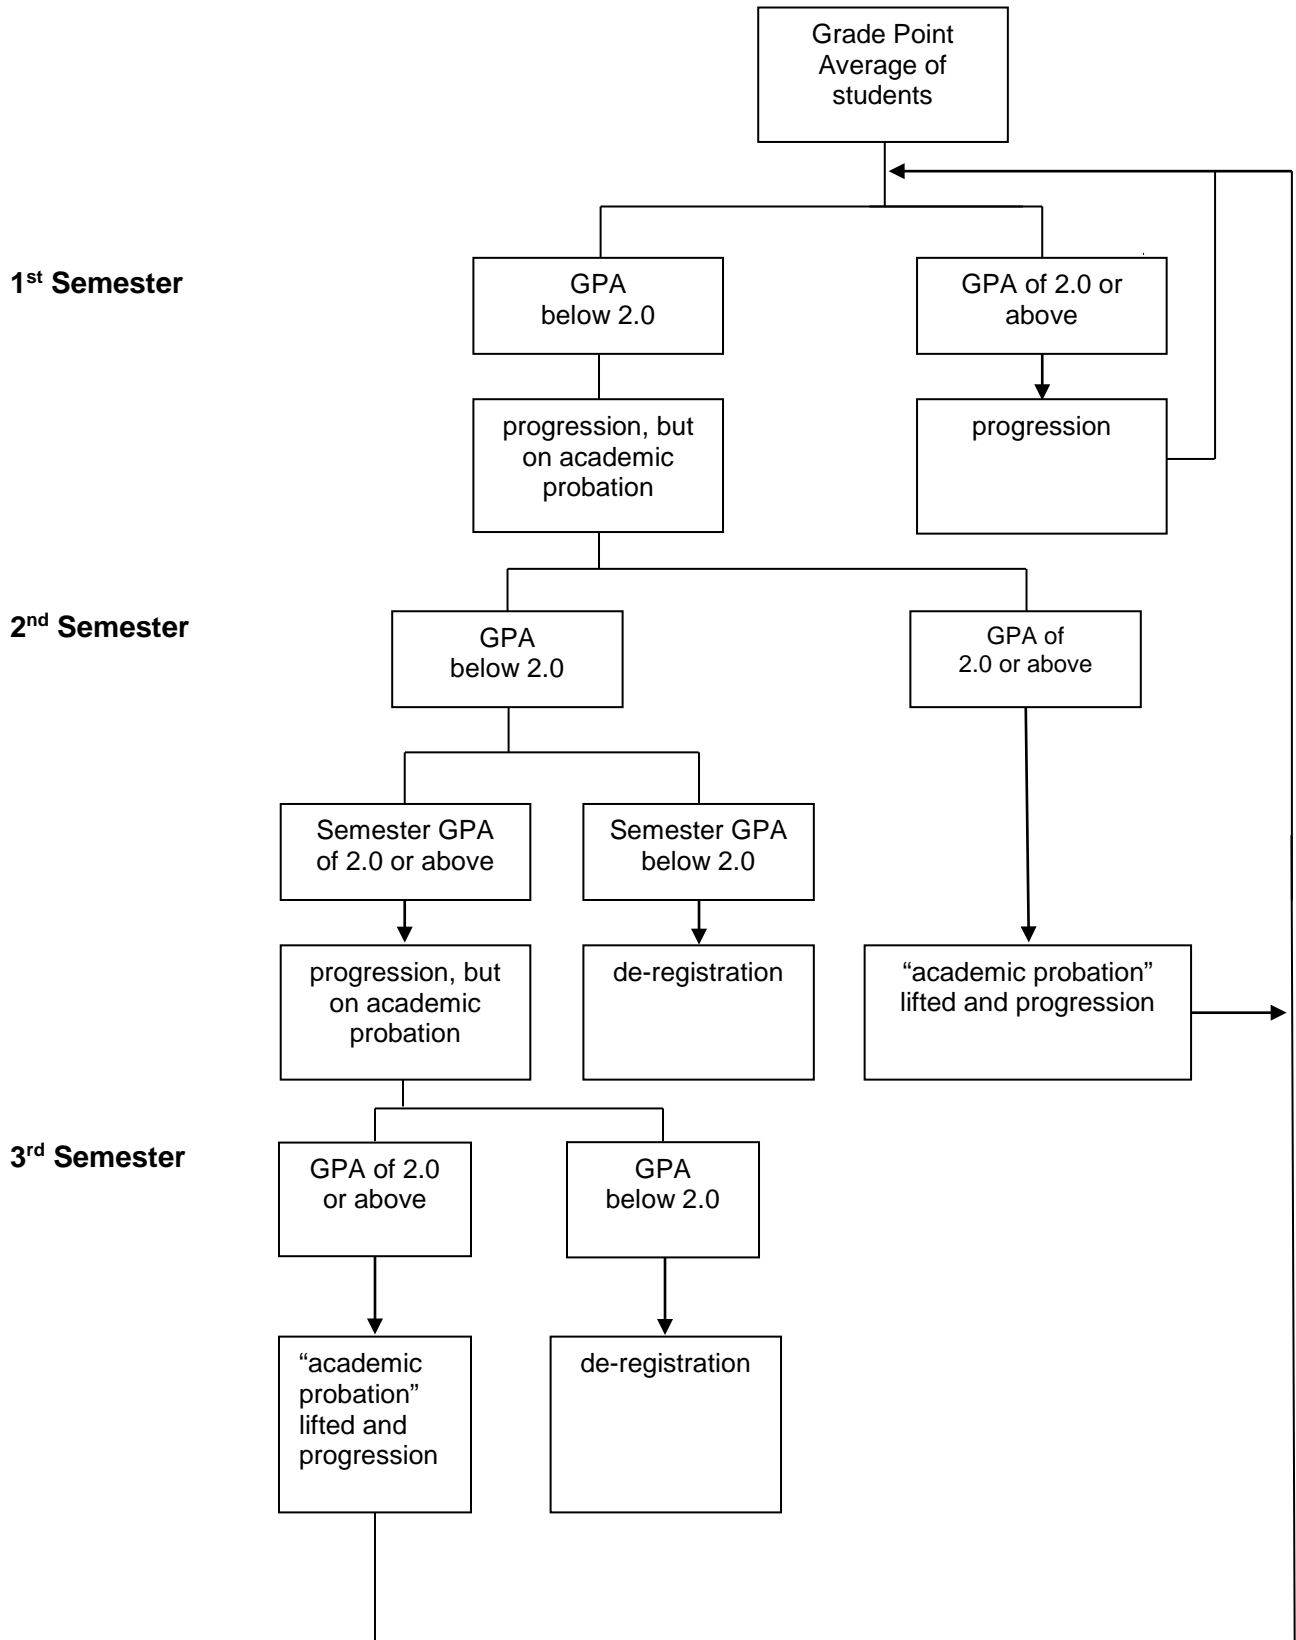 Grade Point
Average of
students
1st Semester
GPA
below 2.0
GPA of 2.0 or
above
progression, but
on academic
probation
progression
2nd Semester
GPA
below 2.0
GPA of
2.0 or above
Semester GPA
of 2.0 or above
Semester GPA
below 2.0
progression, but
on academic
probation
de-registration
“academic probation”
lifted and progression
3rd Semester
GPA of 2.0
or above
GPA
below 2.0
“academic
probation”
lifted and
progression
de-registration